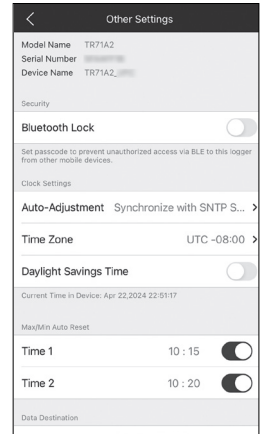 Other Settings
Model Name TR71A2
Serial Number
Device Name TR71A2_
Security
Bluetooth Lock
Set passcode to prevent unauthorized access via BLE to this logger
from other mobile devices.
Clock Settings
Auto-Adjustment Synchronize with SNTP S... >
Time Zone UTC -08:00 >
Daylight Savings Time
Current Time in Device: Apr 22,2024 22:51:17
Max/Min Auto Reset
Time 1 10 : 15
Time 2 10 : 20
Data Destination